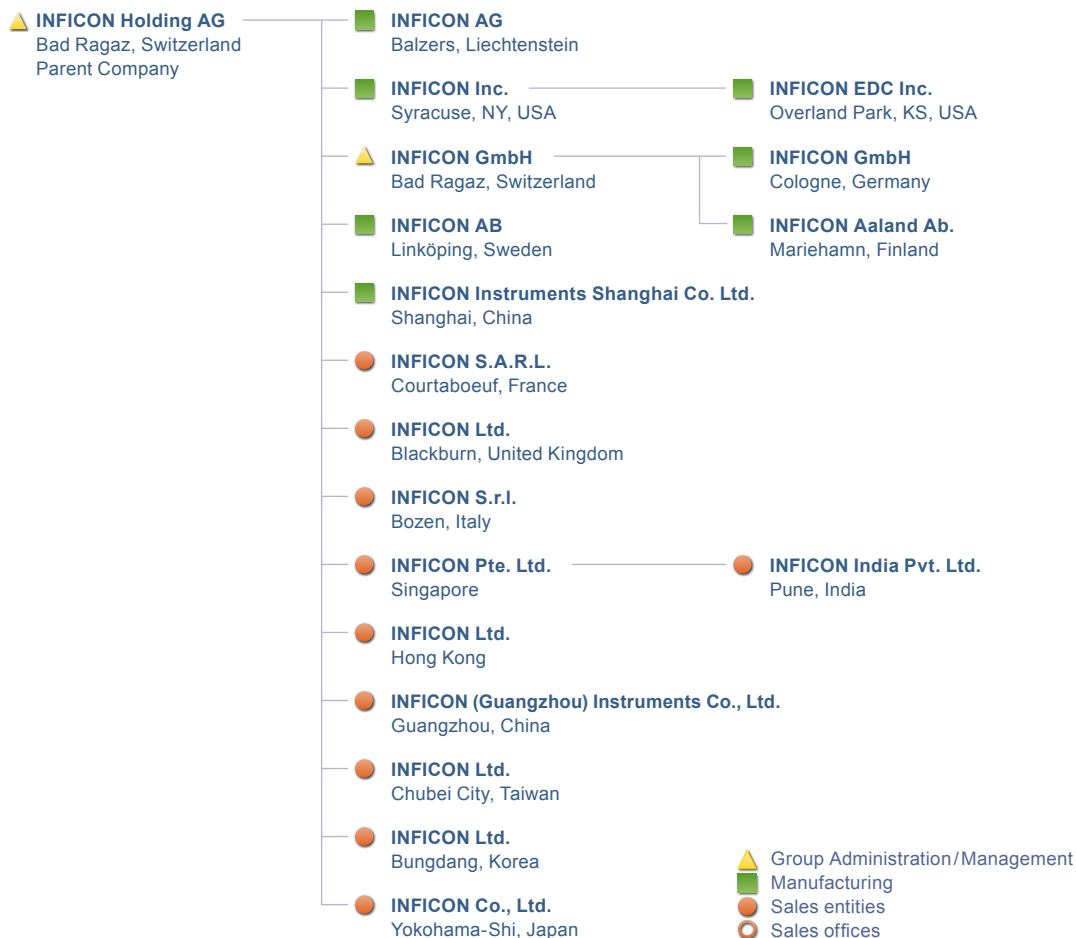 INFICON Holding AG
Bad Ragaz, Switzerland
Parent Company
INFICON AG
Balzers, Liechtenstein
INFICON Inc.
Syracuse, NY, USA
INFICON EDC Inc.
Overland Park, KS, USA
INFICON GmbH
Bad Ragaz, Switzerland
INFICON GmbH
Cologne, Germany
INFICON AB
Linköping, Sweden
INFICON Aaland Ab.
Mariehamn, Finland
INFICON Instruments Shanghai Co. Ltd.
Shanghai, China
INFICON S.A.R.L.
Courtaboeuf, France
INFICON Ltd.
Blackburn, United Kingdom
INFICON S.r.l.
Bozen, Italy
INFICON Pte. Ltd.
Singapore
INFICON India Pvt. Ltd.
Pune, India
INFICON Ltd.
Hong Kong
INFICON (Guangzhou) Instruments Co., Ltd.
Guangzhou, China
INFICON Ltd.
Chubei City, Taiwan
INFICON Ltd.
Bungdang, Korea
INFICON Co., Ltd.
Yokohama-Shi, Japan
Group Administration/Management
Manufacturing
Sales entities
Sales offices